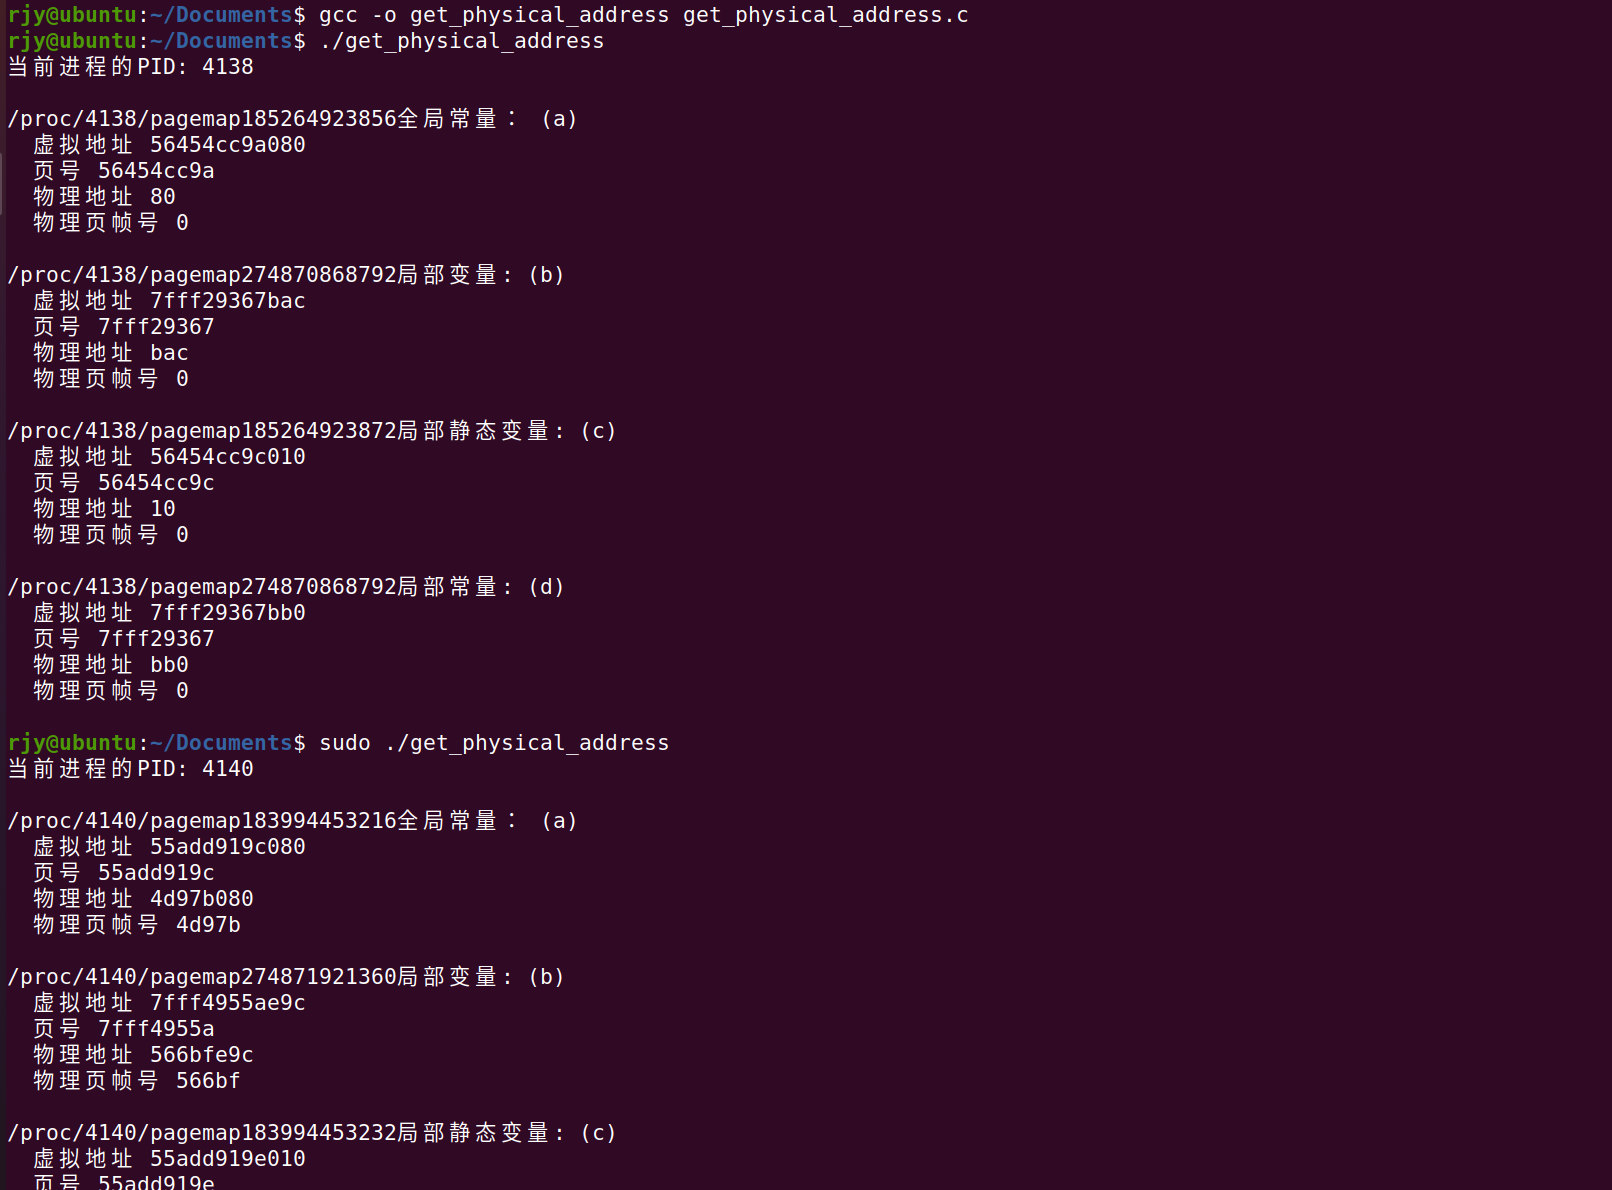 rjy@ubuntu:~/Documents$ gcc -o get_physical_address get_physical_address.c
rjy@ubuntu:~/Documents$ ./get_physical_address
当前进程的PID: 4138
/proc/4138/pagemap185264923856全局常量： (a)
虚拟地址 56454cc9a080
页号 56454cc9a
物理地址 80
物理页帧号 0
/proc/4138/pagemap274870868792局部变量: (b)
虚拟地址 7fff29367bac
页号 7fff29367
物理地址 bac
物理页帧号 0
/proc/4138/pagemap185264923872局部静态变量: (c)
虚拟地址 56454cc9c010
页号 56454cc9c
物理地址 10
物理页帧号 0
/proc/4138/pagemap274870868792局部常量: (d)
虚拟地址 7fff29367bb0
页号 7fff29367
物理地址 bb0
物理页帧号 0
rjy@ubuntu:~/Documents$ sudo ./get_physical_address
当前进程的PID: 4140
/proc/4140/pagemap183994453216全局常量： (a)
虚拟地址 55add919c080
页号 55add919c
物理地址 4d97b080
物理页帧号 4d97b
/proc/4140/pagemap274871921360局部变量: (b)
虚拟地址 7fff4955ae9c
页号 7fff4955a
物理地址 566bfe9c
物理页帧号 566bf
/proc/4140/pagemap183994453232局部静态变量: (c)
虚拟地址 55add919e010
页号 55add919e